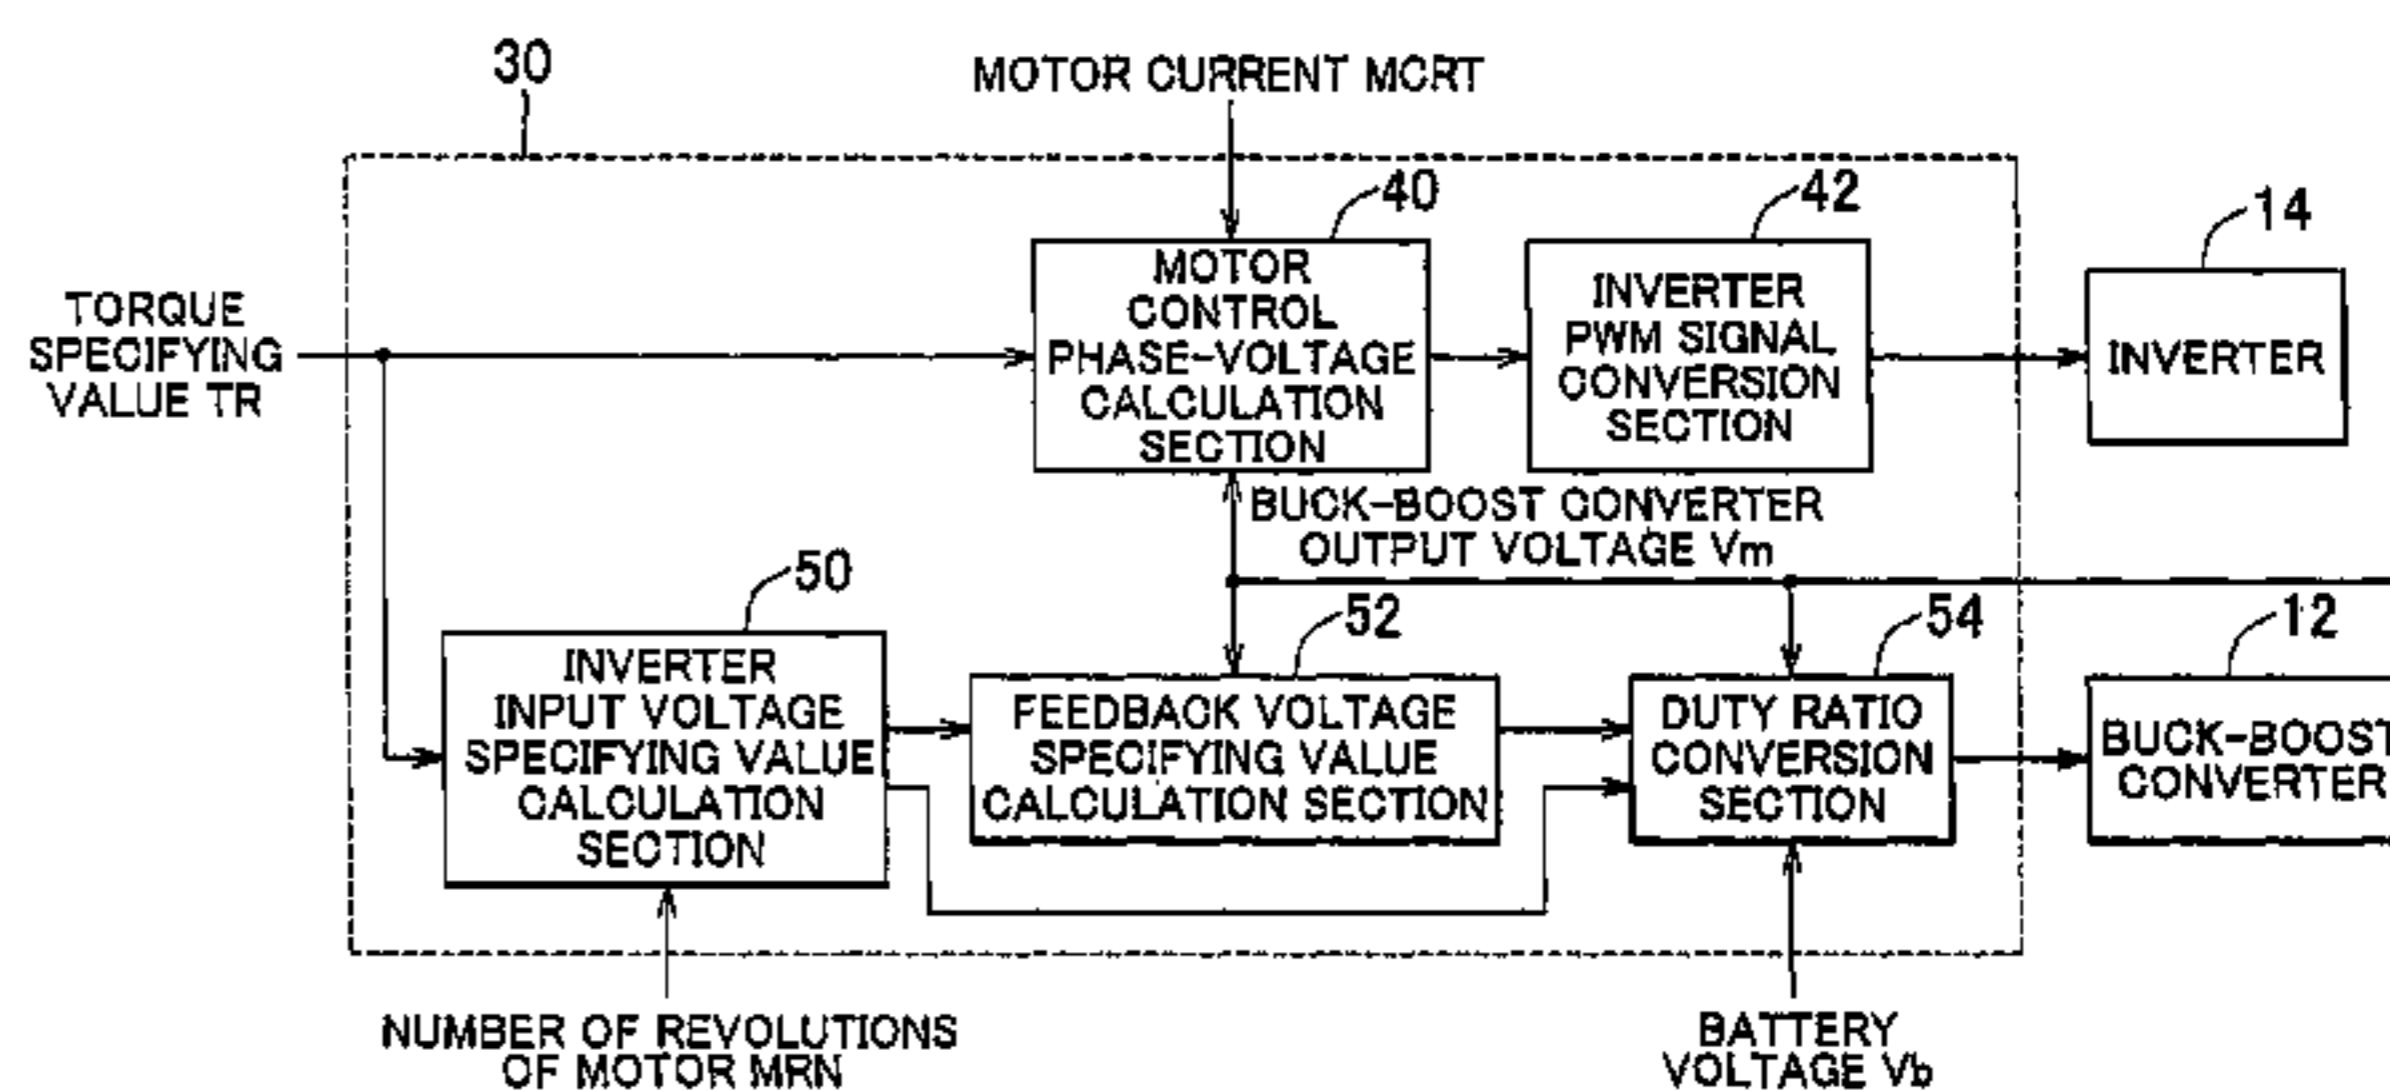 30
MOTOR CURRENT MCRT
40
42
14
TORQUE
SPECIFYING
VALUE TR
MOTOR
CONTROL
PHASE-VOLTAGE
CALCULATION
SECTION
INVERTER
PWM SIGNAL
CONVERSION
SECTION
INVERTER
BUCK-BOOST CONVERTER
OUTPUT VOLTAGE Vm
50
52
54
12
INVERTER
INPUT VOLTAGE
SPECIFYING VALUE
CALCULATION
SECTION
FEEDBACK VOLTAGE
SPECIFYING VALUE
CALCULATION SECTION
DUTY RATIO
CONVERSION
SECTION
BUCK-BOOST
CONVERTER
NUMBER OF REVOLUTIONS
OF MOTOR MRN
BATTERY
VOLTAGE Vb